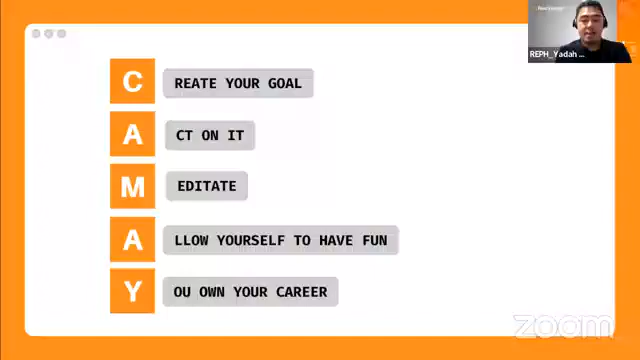 REPH_Yadah ...
C REATE YOUR GOAL
A CT ON IT
M EDITATE
A LLOW YOURSELF TO HAVE FUN
Y OU OWN YOUR CAREER
zoom